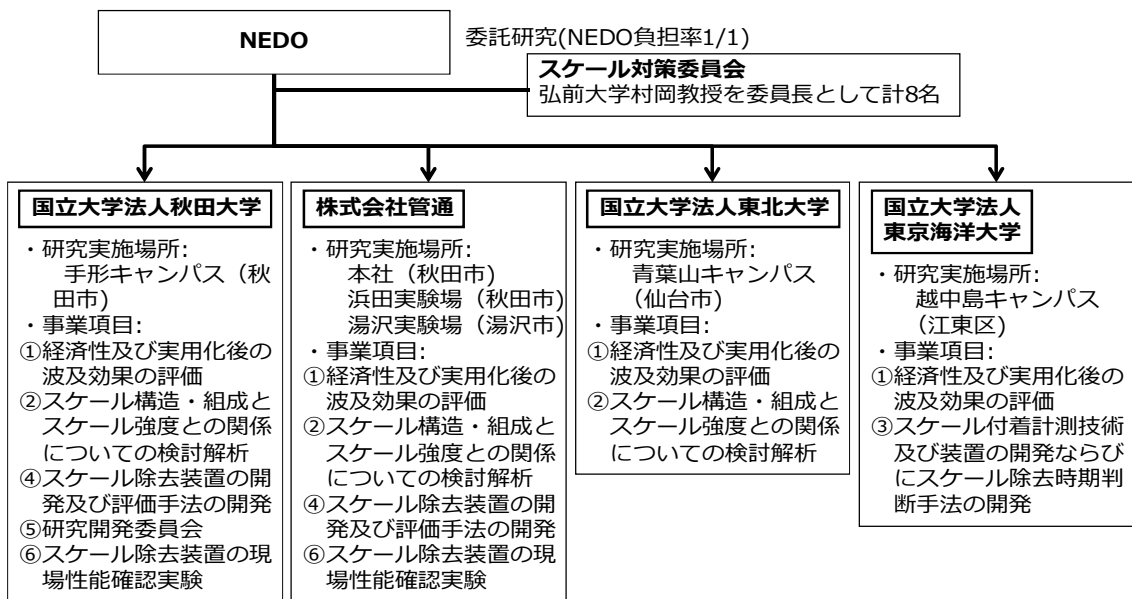 NEDO
委託研究(NEDO負担率1/1)
スケール対策委員会
弘前大学村岡教授を委員長として計8名
国立大学法人秋田大学
・研究実施場所:
手形キャンパス（秋
田市)
・事業項目:
①経済性及び実用化後の
波及効果の評価
②スケール構造・組成と
スケール強度との関係
についての検討解析
④スケール除去装置の開
発及び評価手法の開発
⑤研究開発委員会
⑥スケール除去装置の現
場性能確認実験
株式会社管通
・研究実施場所:
本社（秋田市）
浜田実験場（秋田市）
湯沢実験場（湯沢市）
・事業項目:
①経済性及び実用化後の
波及効果の評価
②スケール構造・組成と
スケール強度との関係
についての検討解析
④スケール除去装置の開
発及び評価手法の開発
⑥スケール除去装置の現
場性能確認実験
国立大学法人東北大学
・研究実施場所:
青葉山キャンパス
（仙台市）
・事業項目:
①経済性及び実用化後の
波及効果の評価
②スケール構造・組成と
スケール強度との関係
についての検討解析
国立大学法人
東京海洋大学
・研究実施場所:
越中島キャンパス
（江東区）
・事業項目:
①経済性及び実用化後の
波及効果の評価
③スケール付着計測技術
及び装置の開発ならび
にスケール除去時期判
断手法の開発